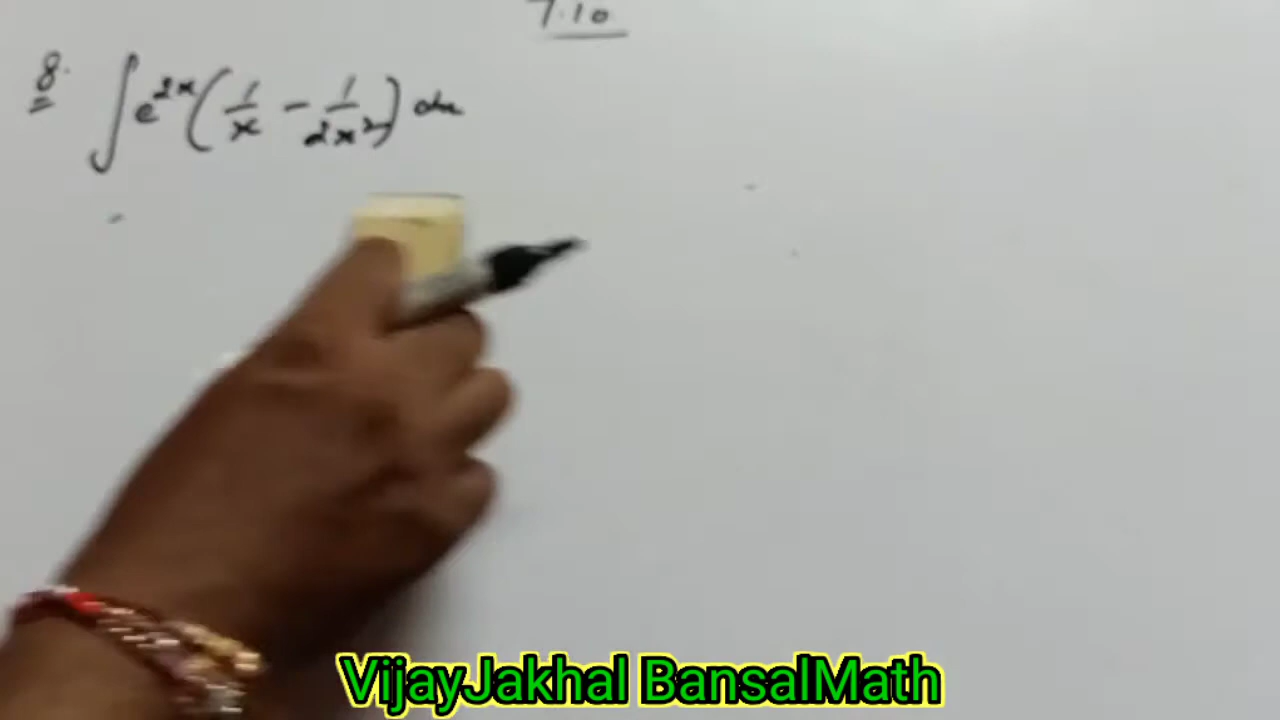 7.10
8. ∫e^{2x}(1/x - 1/2x²) dx
VijayJakhal BansalMath